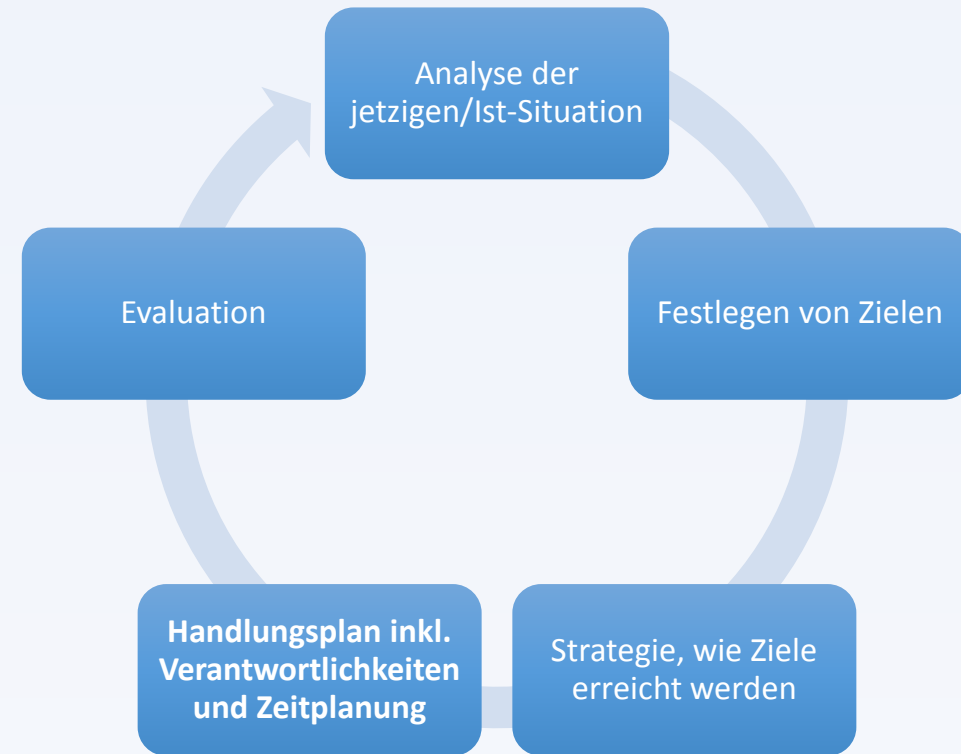 Analyse der
jetzigen/Ist-Situation
Festlegen von Zielen
Strategie, wie Ziele
erreicht werden
Handlungsplan inkl.
Verantwortlichkeiten
und Zeitplanung
Evaluation